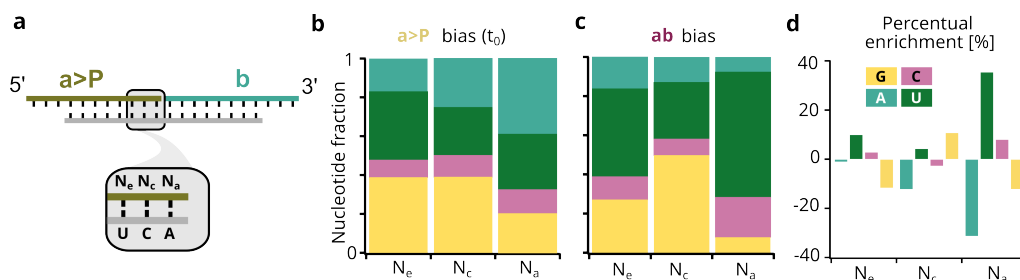 a
5'
a>P
b
3'
Ne Nc Na
U C A
b
a>P bias (t0)
Nucleotide fraction
1
0
Ne Nc Na
c
ab bias
Ne Nc Na
d
Percentual
enrichment [%]
G C
A U
40
20
0
-20
-40
Ne Nc Na